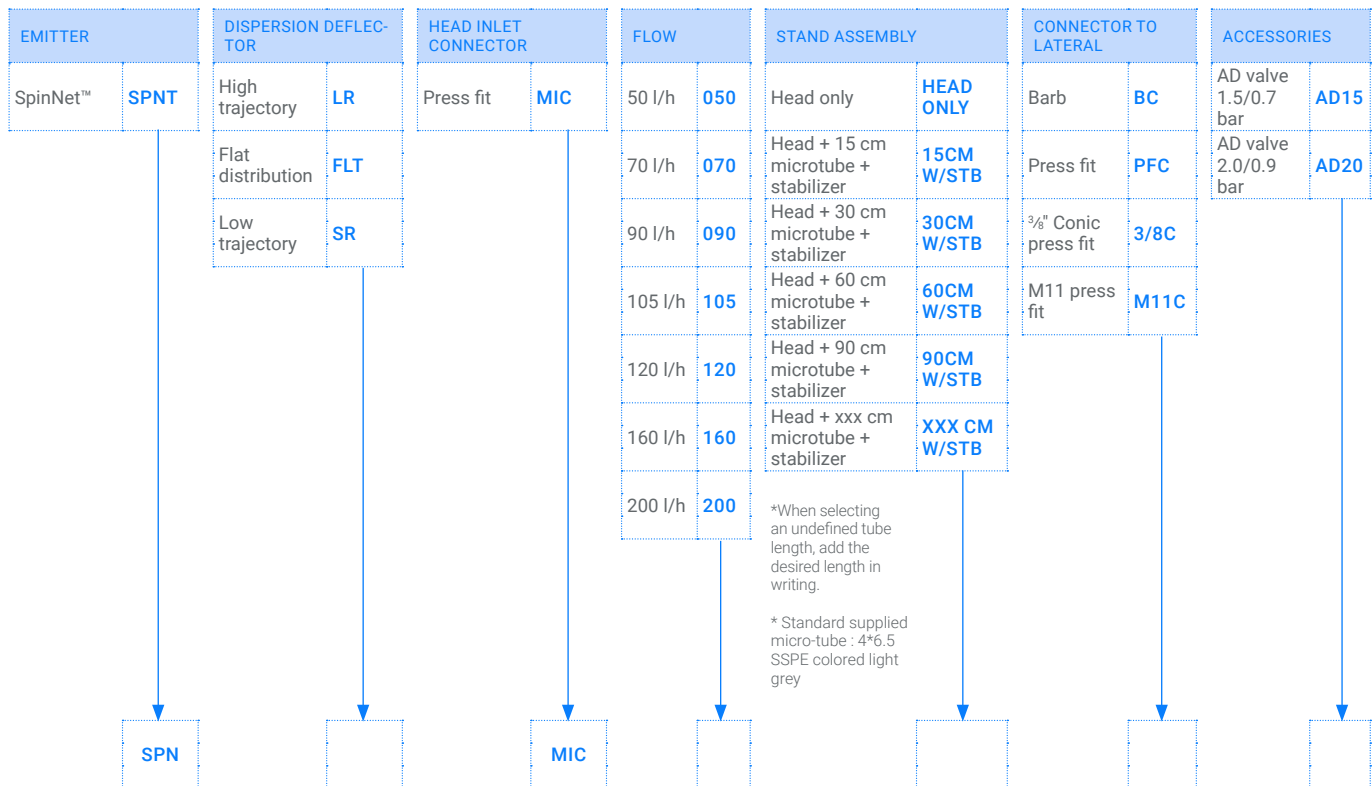 EMITTER
SpinNet™ SPNT
DISPERSION DEFLEC-
TOR
High
trajectory
LR
Flat
distribution
FLT
Low
trajectory
SR
HEAD INLET
CONNECTOR
Press fit MIC
FLOW
50 l/h 050
70 l/h 070
90 l/h 090
105 l/h 105
120 l/h 120
160 l/h 160
200 l/h 200
STAND ASSEMBLY
Head only
HEAD
ONLY
Head + 15 cm
microtube +
stabilizer
15CM
W/STB
Head + 30 cm
microtube +
stabilizer
30CM
W/STB
Head + 60 cm
microtube +
stabilizer
60CM
W/STB
Head + 90 cm
microtube +
stabilizer
90CM
W/STB
Head + xxx cm
microtube +
stabilizer
XXX CM
W/STB
*When selecting
an undefined tube
length, add the
desired length in
writing.
* Standard supplied
micro-tube : 4*6.5
SSPE colored light
grey
CONNECTOR TO
LATERAL
Barb BC
Press fit PFC
⅜" Conic
press fit
3/8C
M11 press
fit
M11C
ACCESSORIES
AD valve
1.5/0.7
bar
AD15
AD valve
2.0/0.9
bar
AD20
SPN
MIC